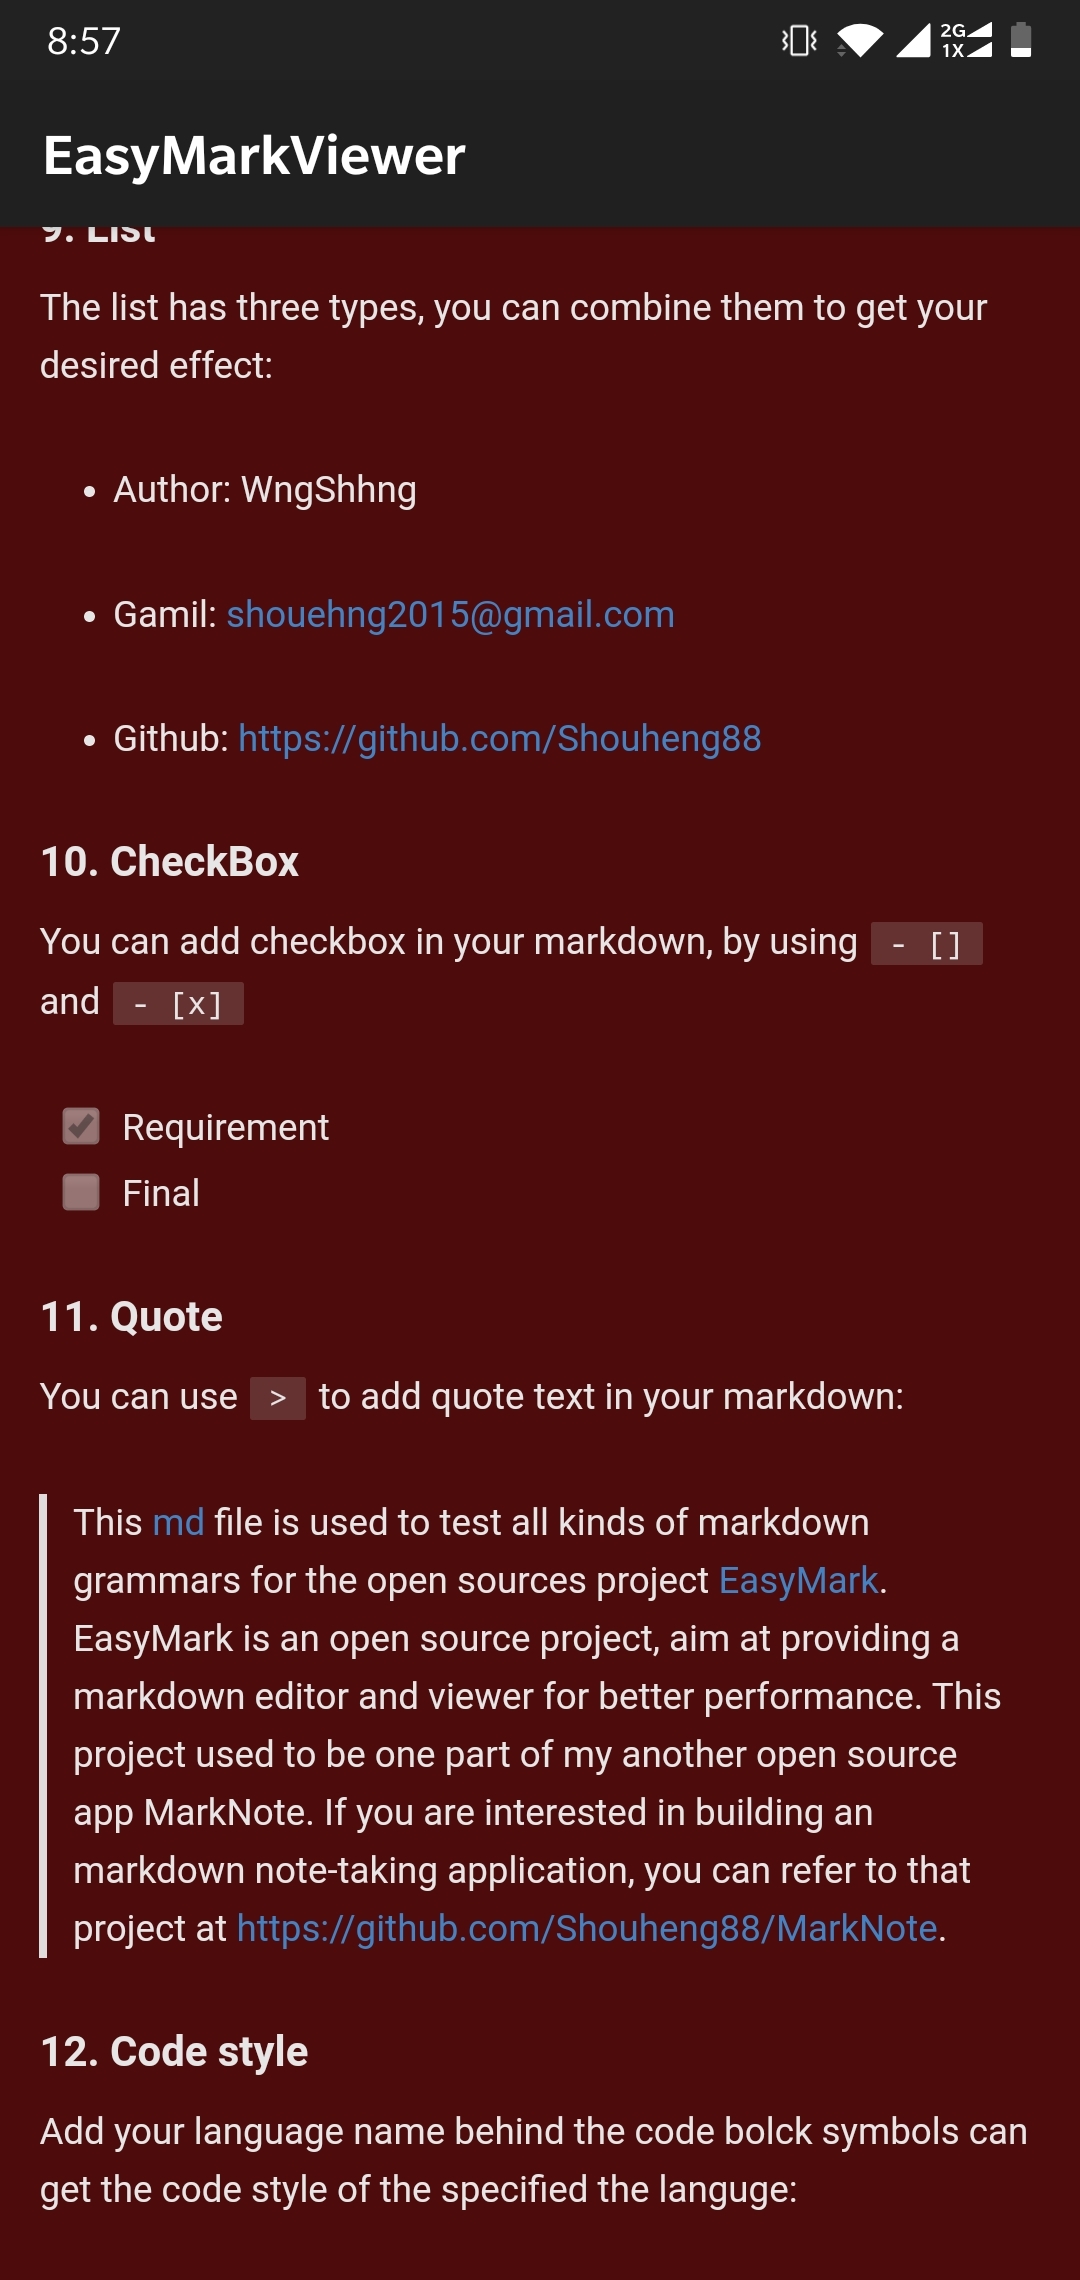 8:57
2G
1X
EasyMarkViewer
9. List
The list has three types, you can combine them to get your
desired effect:
• Author: WngShhng
• Gamil: shouehng2015@gmail.com
• Github: https://github.com/Shouheng88
10. CheckBox
You can add checkbox in your markdown, by using - []
and - [x]
Requirement
Final
11. Quote
You can use > to add quote text in your markdown:
This md file is used to test all kinds of markdown
grammars for the open sources project EasyMark.
EasyMark is an open source project, aim at providing a
markdown editor and viewer for better performance. This
project used to be one part of my another open source
app MarkNote. If you are interested in building an
markdown note-taking application, you can refer to that
project at https://github.com/Shouheng88/MarkNote.
12. Code style
Add your language name behind the code bolck symbols can
get the code style of the specified the languge: